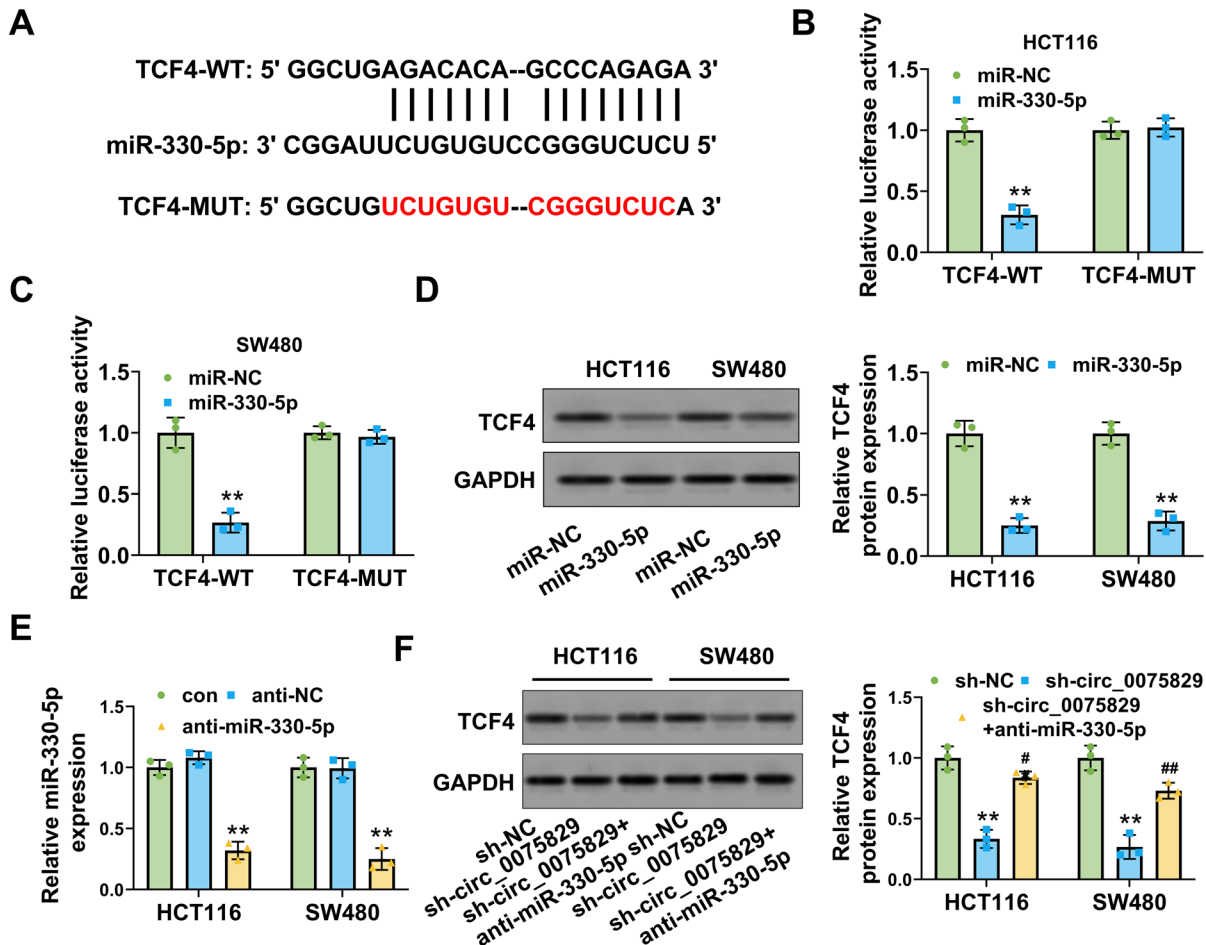 A
TCF4-WT: 5' GGCUGAGACACA--GCCCAGAGA 3'
miR-330-5p: 3' CGGAUUCUGUGUCCGGGUCUCU 5'
TCF4-MUT: 5' GGCUGUCUGUGU--CGGGUCUCA 3'
B
HCT116
Relative luciferase activity
1.5
1.0
0.5
0.0
miR-NC
miR-330-5p
**
TCF4-WT
TCF4-MUT
C
SW480
Relative luciferase activity
1.5
1.0
0.5
0.0
miR-NC
miR-330-5p
**
TCF4-WT
TCF4-MUT
D
HCT116
SW480
TCF4
GAPDH
miR-NC
miR-330-5p
miR-NC
miR-330-5p
Relative TCF4
protein expression
1.5
1.0
0.5
0.0
miR-NC
miR-330-5p
**
**
HCT116
SW480
E
Relative miR-330-5p
expression
1.5
1.0
0.5
0.0
con
anti-NC
anti-miR-330-5p
**
**
HCT116
SW480
F
HCT116
SW480
TCF4
GAPDH
sh-NC
sh-circ_0075829
sh-circ_0075829+
anti-miR-330-5p
sh-NC
sh-circ_0075829
sh-circ_0075829+
anti-miR-330-5p
Relative TCF4
protein expression
1.5
1.0
0.5
0.0
sh-NC
sh-circ_0075829
sh-circ_0075829
+anti-miR-330-5p
**
#
**
##
HCT116
SW480